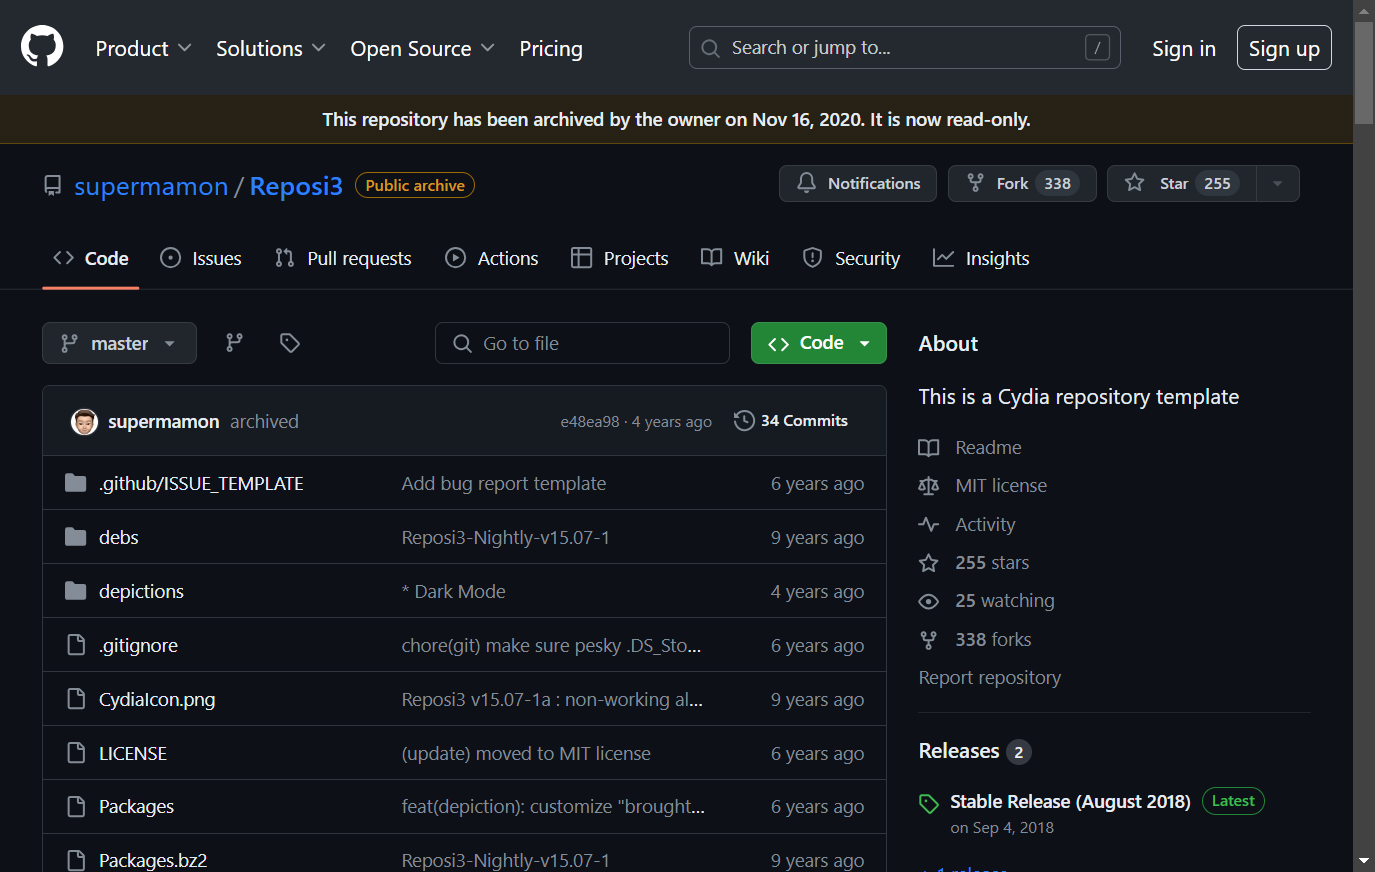 Product Solutions Open Source Pricing Search or jump to... / Sign in Sign up
This repository has been archived by the owner on Nov 16, 2020. It is now read-only.
supermamon / Reposi3 Public archive Notifications Fork 338 Star 255
Code Issues Pull requests Actions Projects Wiki Security Insights
master Go to file Code
supermamon archived e48ea98 · 4 years ago 34 Commits
.github/ISSUE_TEMPLATE Add bug report template 6 years ago
debs Reposi3-Nightly-v15.07-1 9 years ago
depictions * Dark Mode 4 years ago
.gitignore chore(git) make sure pesky .DS_Sto... 6 years ago
CydiaIcon.png Reposi3 v15.07-1a : non-working al... 9 years ago
LICENSE (update) moved to MIT license 6 years ago
Packages feat(depiction): customize "brought... 6 years ago
Packages.bz2 Reposi3-Nightly-v15.07-1 9 years ago
About
This is a Cydia repository template
Readme
MIT license
Activity
255 stars
25 watching
338 forks
Report repository
Releases 2
Stable Release (August 2018) Latest
on Sep 4, 2018